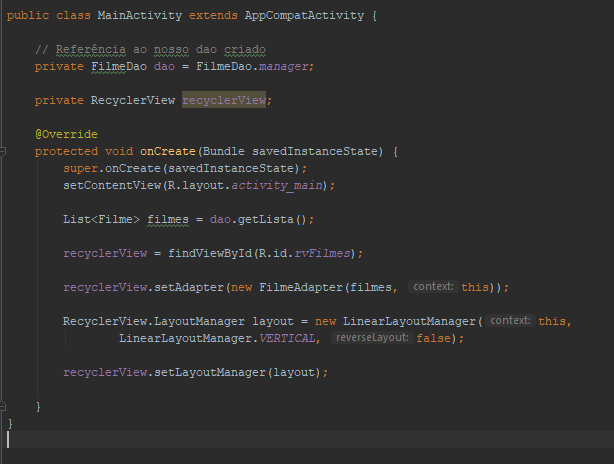 public class MainActivity extends AppCompatActivity {
// Referência ao nosso dao criado
private FilmeDao dao = FilmeDao.manager;
private RecyclerView recyclerView;
@Override
protected void onCreate(Bundle savedInstanceState) {
super.onCreate(savedInstanceState);
setContentView(R.layout.activity_main);
List<Filme> filmes = dao.getLista();
recyclerView = findViewById(R.id.rvFilmes);
recyclerView.setAdapter(new FilmeAdapter(filmes, context: this));
RecyclerView.LayoutManager layout = new LinearLayoutManager( context: this,
LinearLayoutManager.VERTICAL, reverseLayout: false);
recyclerView.setLayoutManager(layout);
}
}